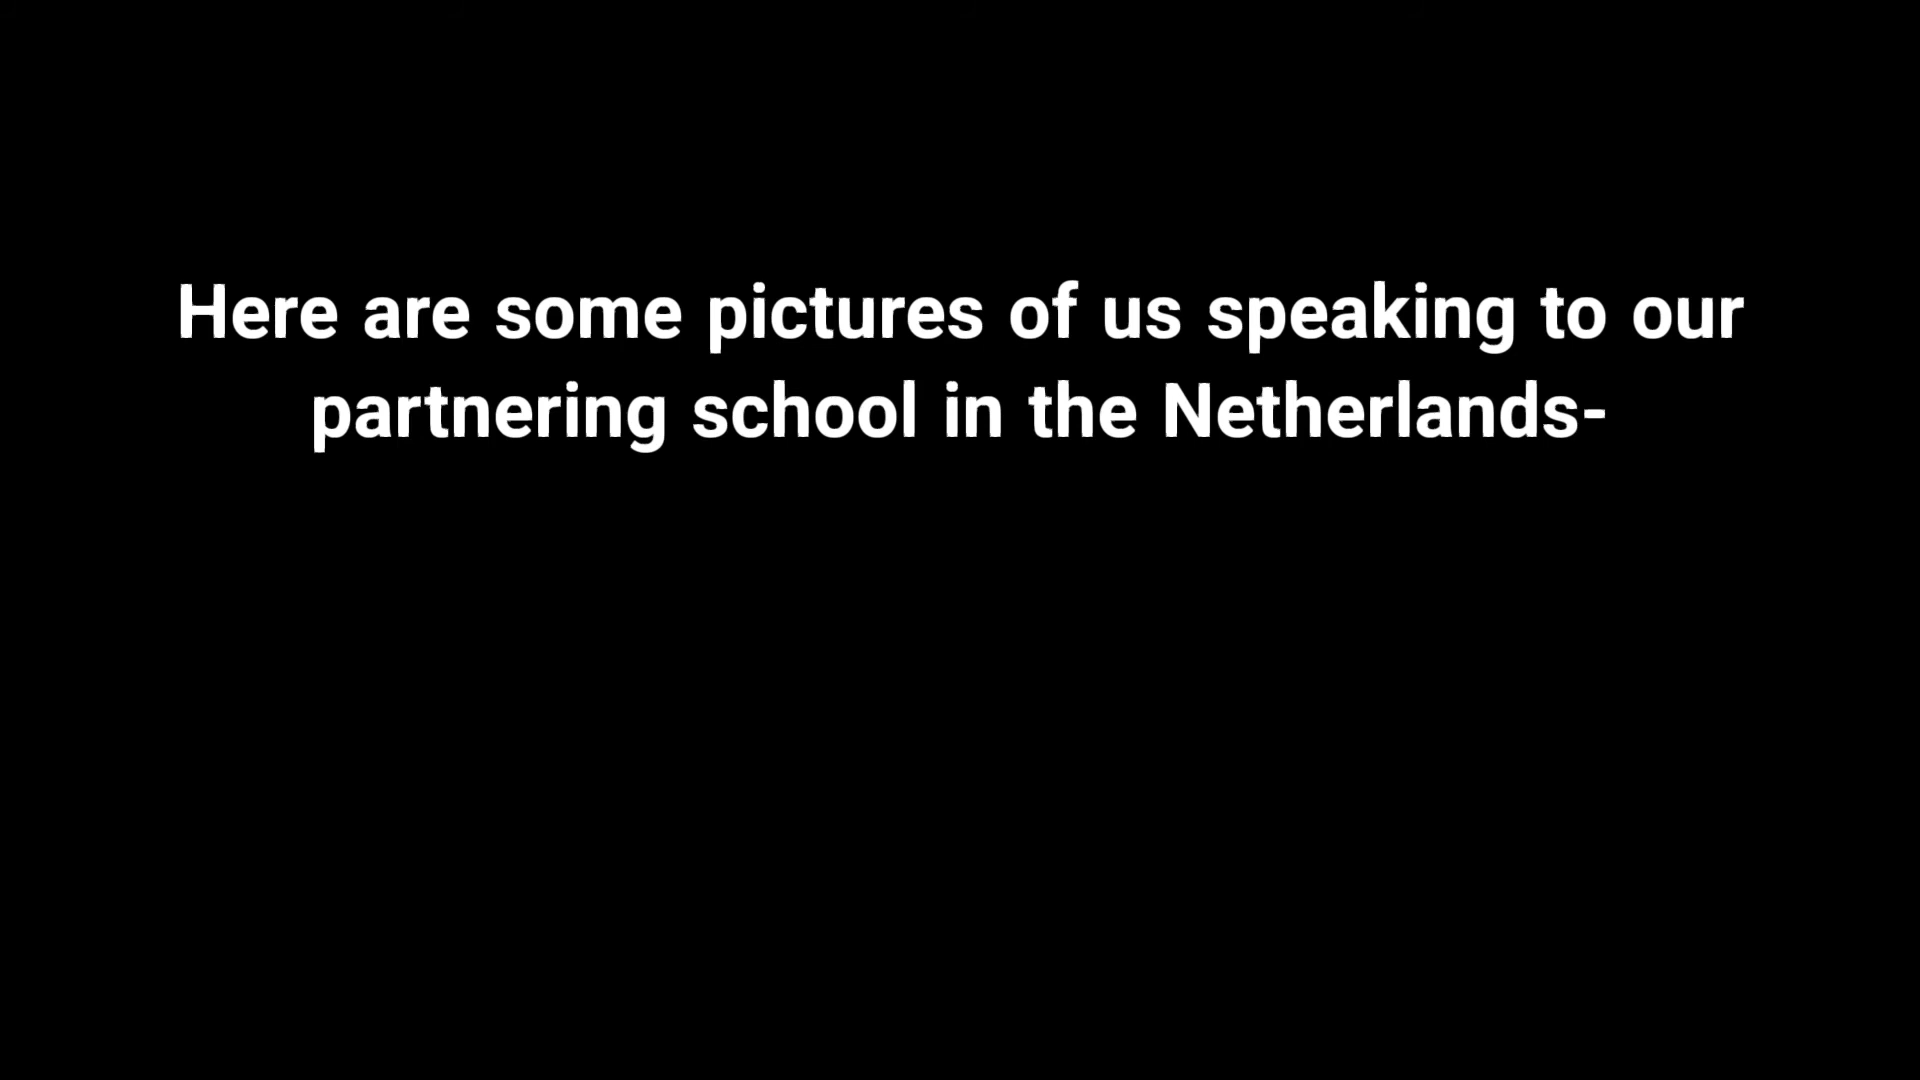 Here are some pictures of us speaking to our
partnering school in the Netherlands-